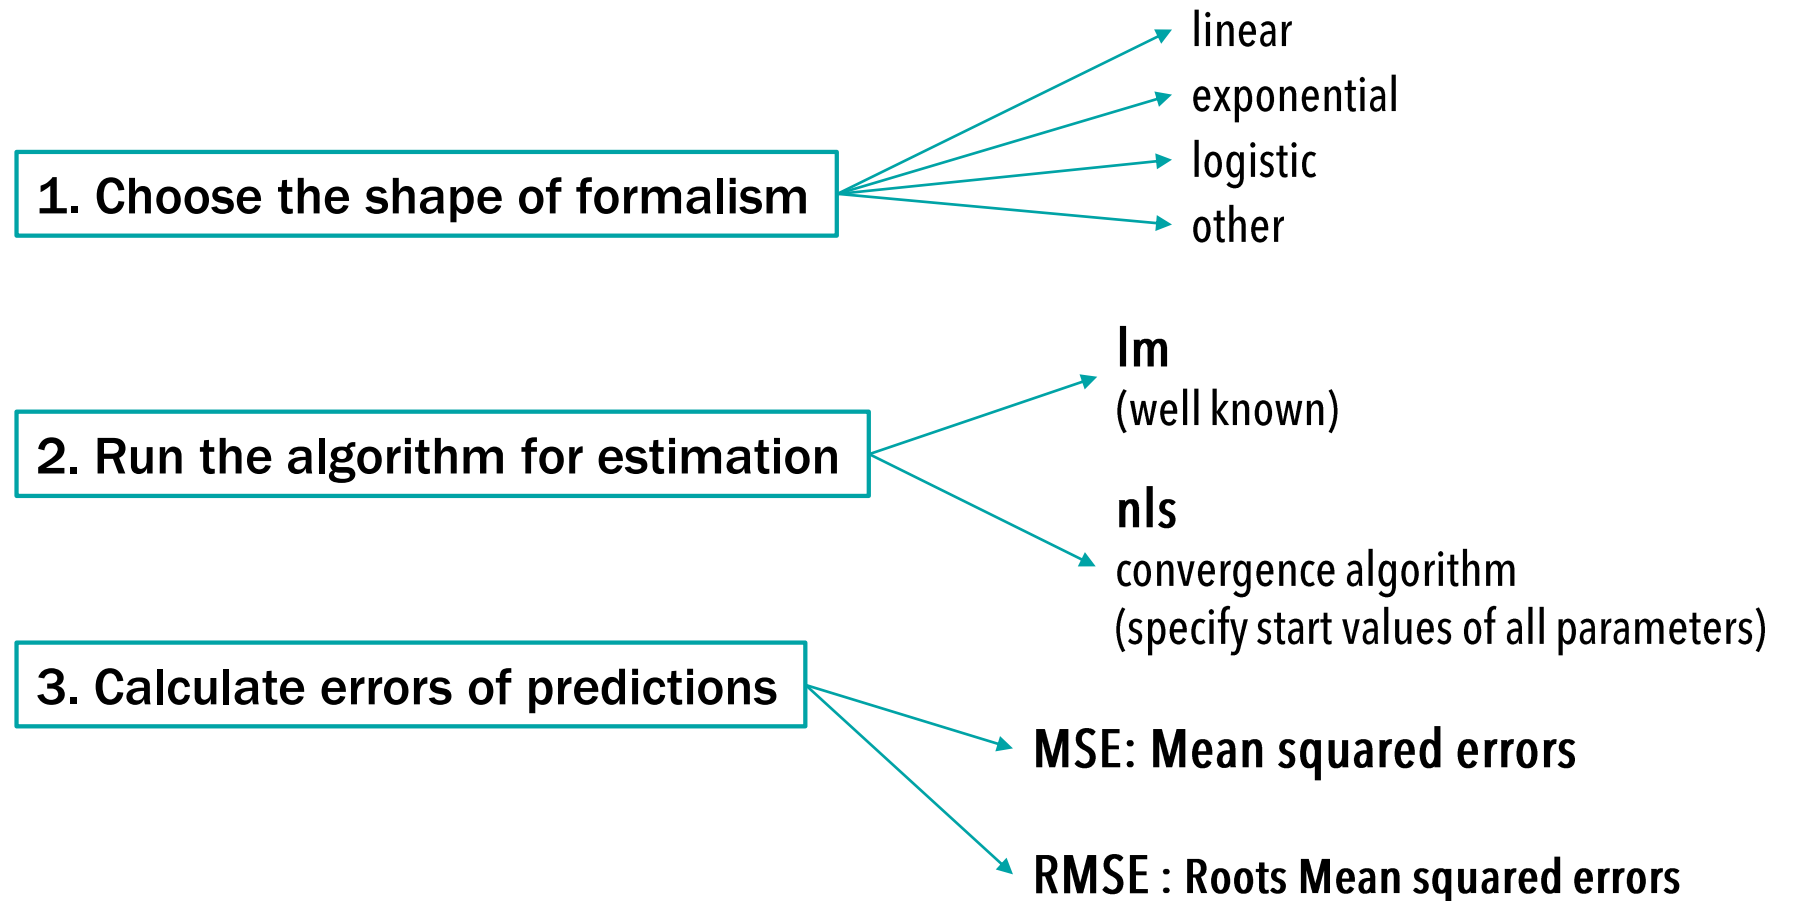 1. Choose the shape of formalism
linear
exponential
logistic
other
2. Run the algorithm for estimation
lm
(well known)
nls
convergence algorithm
(specify start values of all parameters)
3. Calculate errors of predictions
MSE: Mean squared errors
RMSE : Roots Mean squared errors